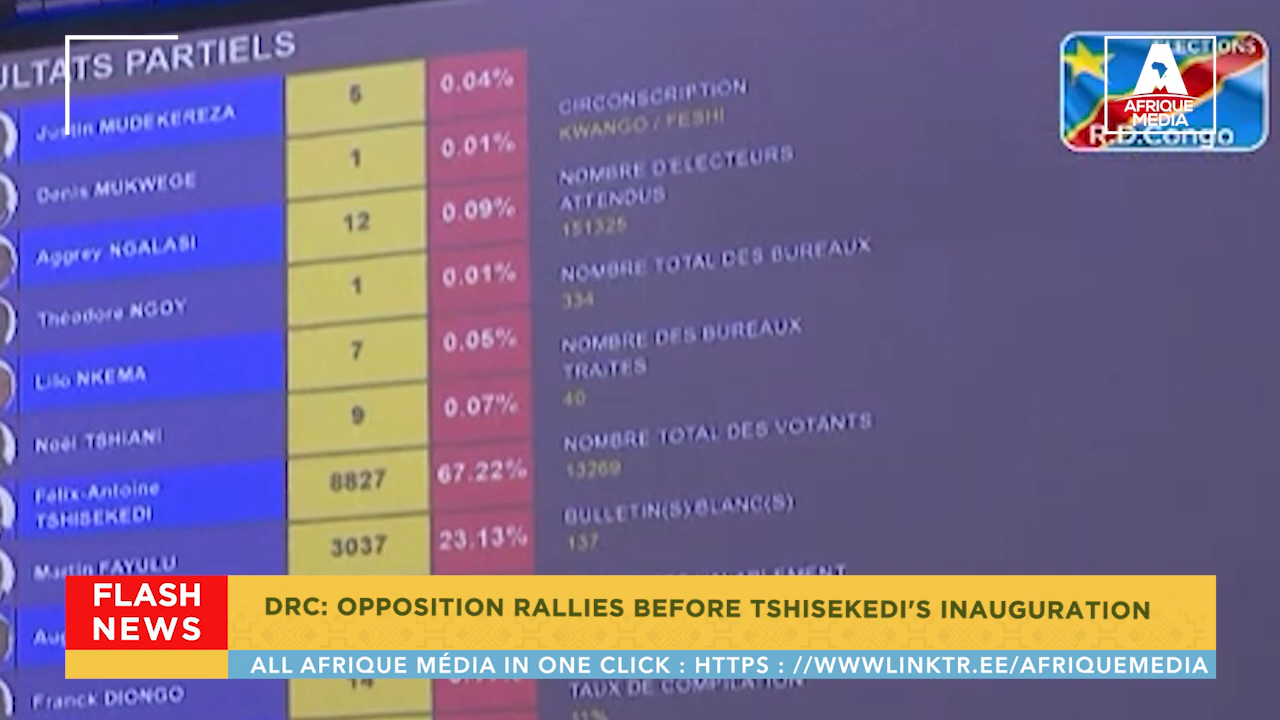 ULTATS PARTIELS
Justin MUDEKEREZA 5 0.04%
Denis MUKWEGE 1 0.01%
Aggrey NGALASI 12 0.09%
Théodore NGOY 1 0.01%
NKEMA 7 0.05%
Noël TSHIANI 9 0.07%
Félix-Antoine
TSHISEKEDI 8827 67.22%
Martin FAYULU 3037 23.13%
Franck DIONGO 14
CIRCONSCRIPTION
KWANGO / FESHI
NOMBRE D'ELECTEURS
ATTENDUS
151325
NOMBRE TOTAL DES BUREAUX
334
NOMBRE DES BUREAUX
TRAITES
40
NOMBRE TOTAL DES VOTANTS
13269
BULLETIN(S) BLANC(S)
137
TAUX DE COMPILATION
11%
ELECTIONS
AFRIQUE
MEDIA
R.D.Congo
FLASH
NEWS
DRC: OPPOSITION RALLIES BEFORE TSHISEKEDI'S INAUGURATION
ALL AFRIQUE MÉDIA IN ONE CLICK : HTTPS : //WWWLINKTR.EE/AFRIQUEMEDIA